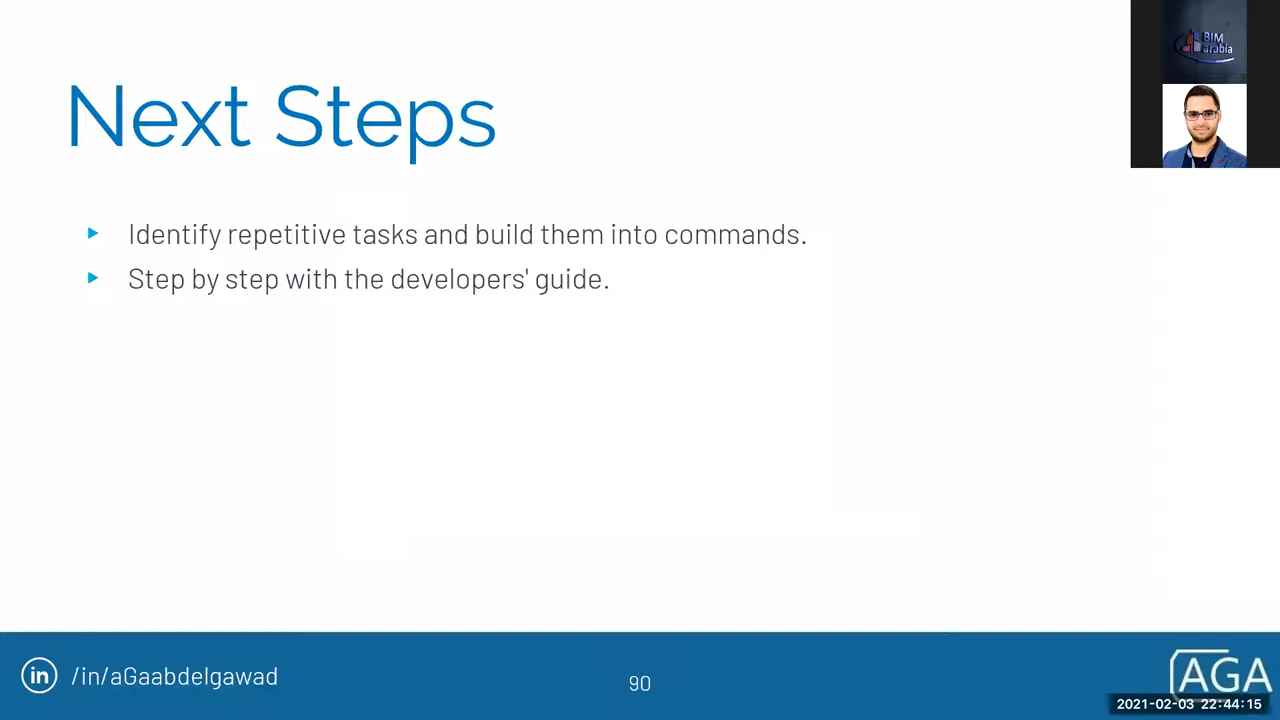 BIM
arabia
Next Steps
Identify repetitive tasks and build them into commands.
Step by step with the developers' guide.
in /in/aGaabdelgawad
90
AGA
2021-02-03 22:44:15